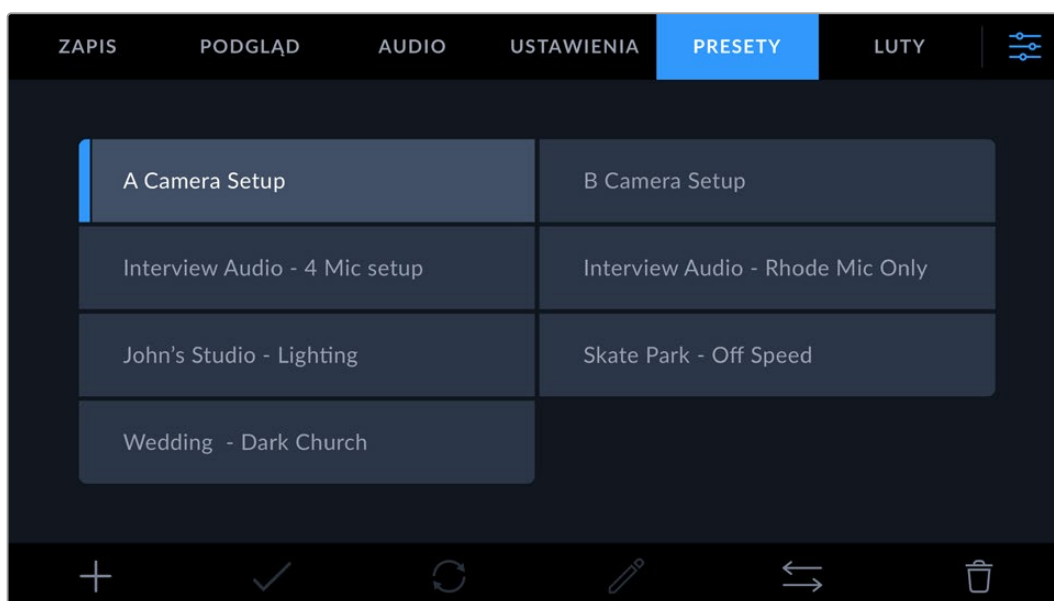 ZAPIS PODGLĄD AUDIO USTAWIENIA PRESETY LUTY
A Camera Setup B Camera Setup
Interview Audio - 4 Mic setup Interview Audio - Rhode Mic Only
John's Studio - Lighting Skate Park - Off Speed
Wedding - Dark Church